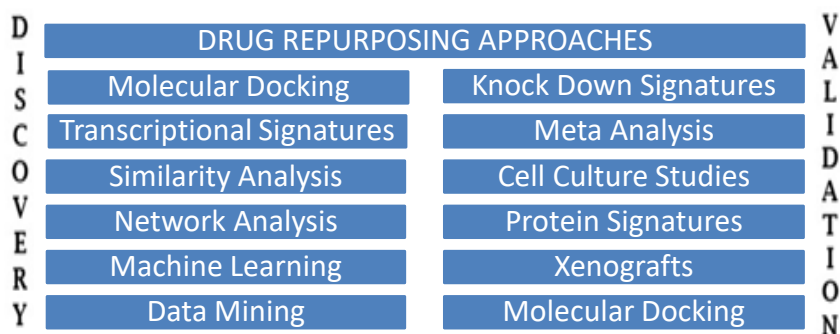 DISCOVERY
DRUG REPURPOSING APPROACHES
Molecular Docking
Transcriptional Signatures
Similarity Analysis
Network Analysis
Machine Learning
Data Mining
Knock Down Signatures
Meta Analysis
Cell Culture Studies
Protein Signatures
Xenografts
Molecular Docking
VALIDATION